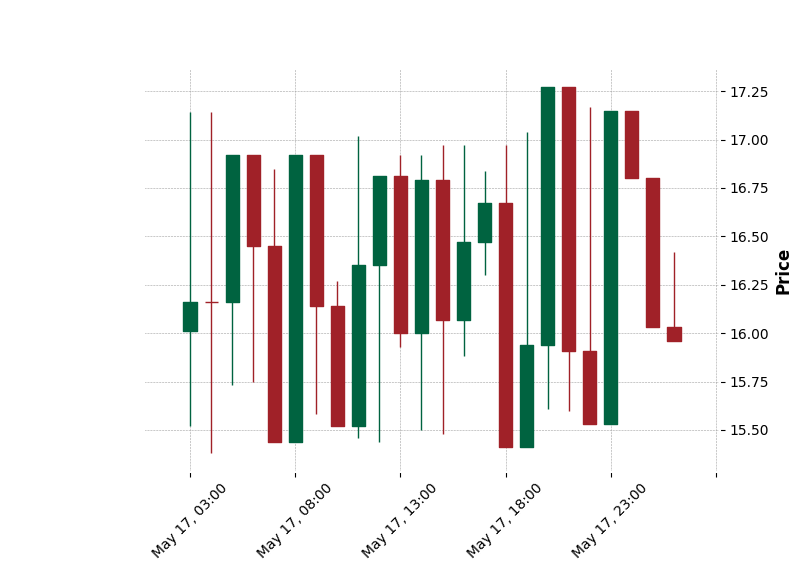 17.25
17.00
16.75
16.50
16.25
16.00
15.75
15.50
Price
May 17, 03:00
May 17, 08:00
May 17, 13:00
May 17, 18:00
May 17, 23:00